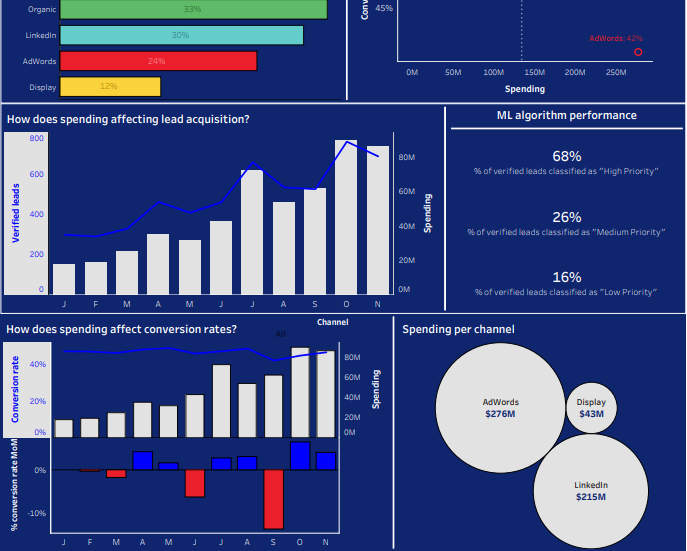 Organic
33%
LinkedIn
30%
AdWords
24%
Display
12%
45%
AdWords: 42%
0M 50M 100M 150M 200M 250M
Spending
How does spending affecting lead acquisition?
Verified leads
800
600
400
200
0
80M
60M
40M
20M
0M
Spending
J F M A M J J A S O N
ML algorithm performance
68%
% of verified leads classified as "High Priority"
26%
% of verified leads classified as "Medium Priority"
16%
% of verified leads classified as "Low Priority"
How does spending affect conversion rates?
Channel
All
Conversion rate
40%
20%
0%
80M
60M
40M
20M
0M
Spending
% conversion rate MoM
0%
-10%
J F M A M J J A S O N
Spending per channel
AdWords
$276M
Display
$43M
LinkedIn
$215M